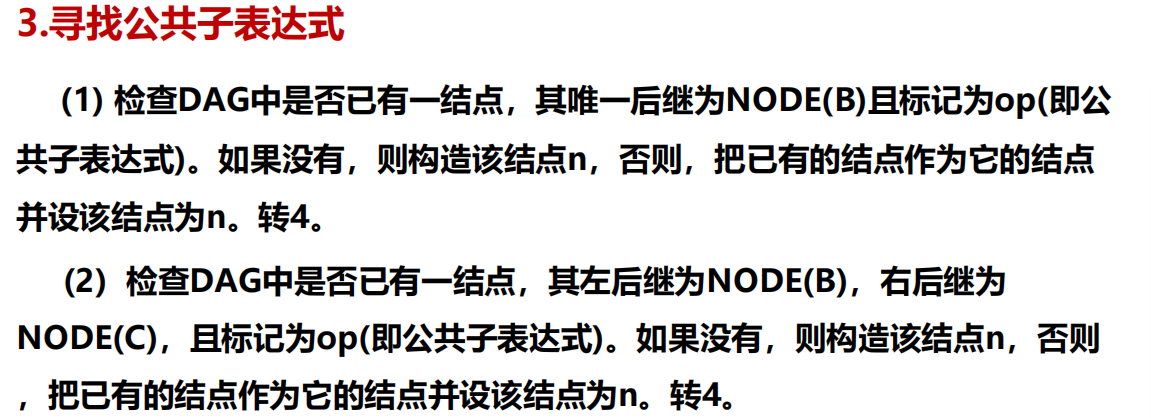 3.寻找公共子表达式
(1) 检查DAG中是否已有一结点，其唯一后继为NODE(B)且标记为op(即公
共子表达式)。如果没有，则构造该结点n，否则，把已有的结点作为它的结点
并设该结点为n。转4。
(2) 检查DAG中是否已有一结点，其左后继为NODE(B)，右后继为
NODE(C)，且标记为op(即公共子表达式)。如果没有，则构造该结点n，否则
，把已有的结点作为它的结点并设该结点为n。转4。